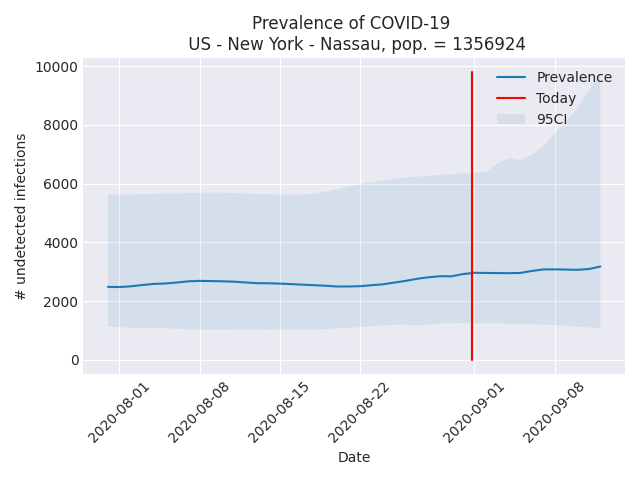 Prevalence of COVID-19
US - New York - Nassau, pop. = 1356924
10000
8000
6000
4000
2000
0
# undetected infections
Prevalence
Today
95CI
2020-08-01
2020-08-08
2020-08-15
2020-08-22
2020-09-01
2020-09-08
Date